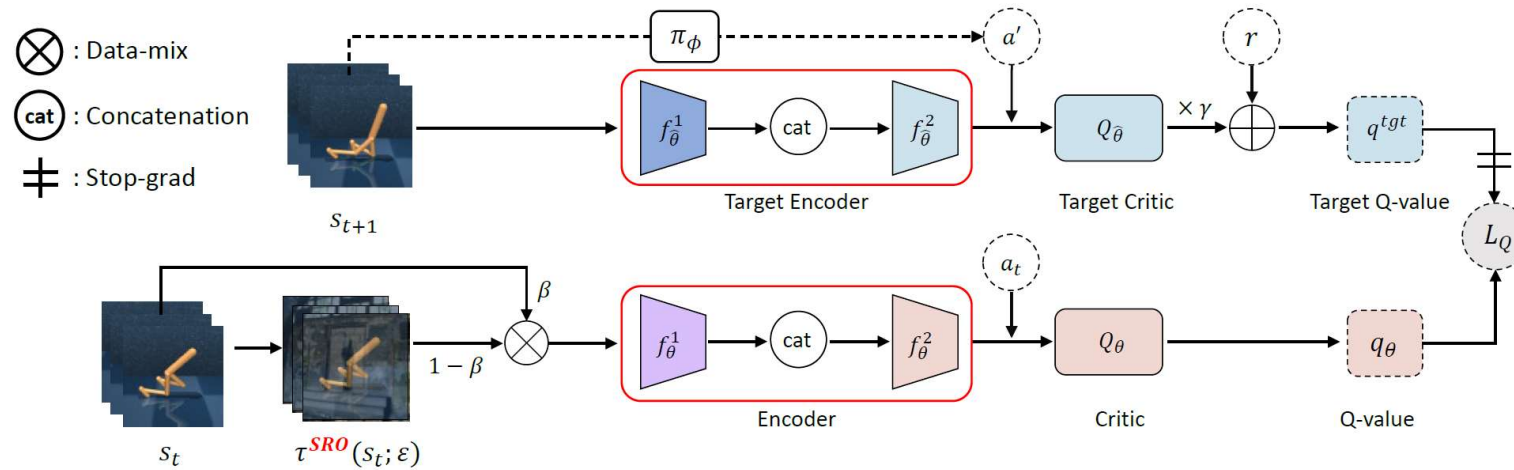 : Data-mix
cat : Concatenation
: Stop-grad
π_ϕ
a′
r
f^1_θ̂
cat
f^2_θ̂
Q_θ̂
× γ
q^{tgt}
Target Encoder
Target Critic
Target Q-value
s_{t+1}
L_Q
β
1 − β
a_t
f^1_θ
cat
f^2_θ
Q_θ
q_θ
Encoder
Critic
Q-value
s_t
τ^{SRO}(s_t; ε)